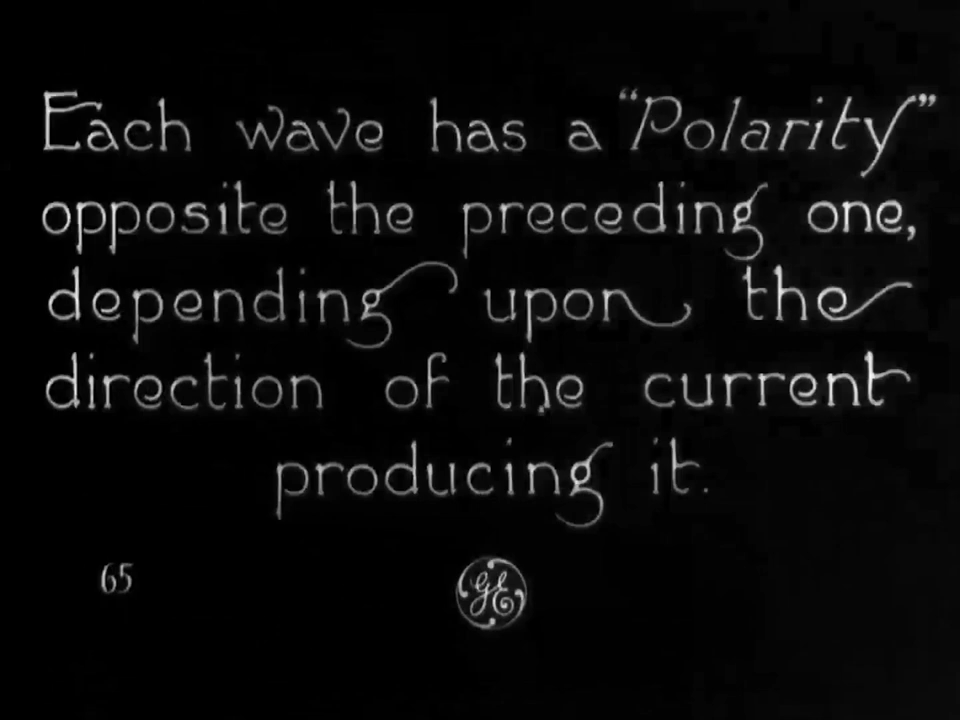 Each wave has a “Polarity”
opposite the preceding one,
depending upon the
direction of the current
producing it.
65
GE